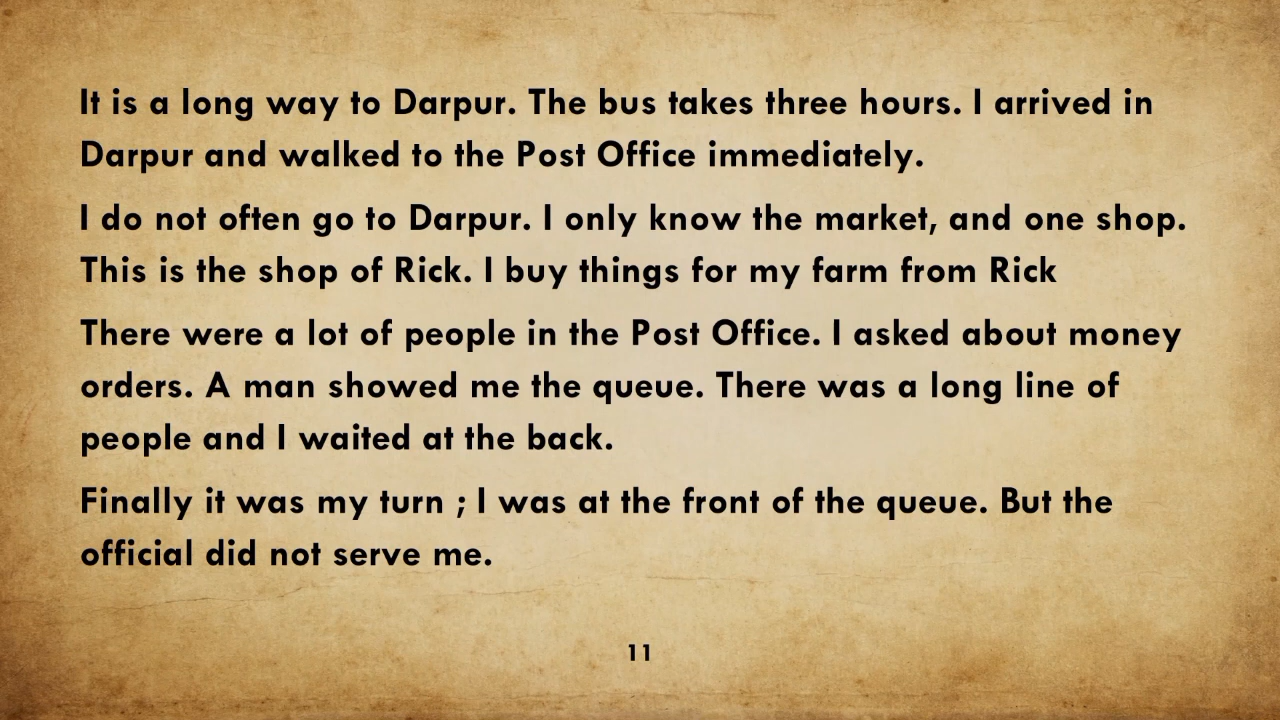 It is a long way to Darpur. The bus takes three hours. I arrived in
Darpur and walked to the Post Office immediately.
I do not often go to Darpur. I only know the market, and one shop.
This is the shop of Rick. I buy things for my farm from Rick
There were a lot of people in the Post Office. I asked about money
orders. A man showed me the queue. There was a long line of
people and I waited at the back.
Finally it was my turn ; I was at the front of the queue. But the
official did not serve me.
11